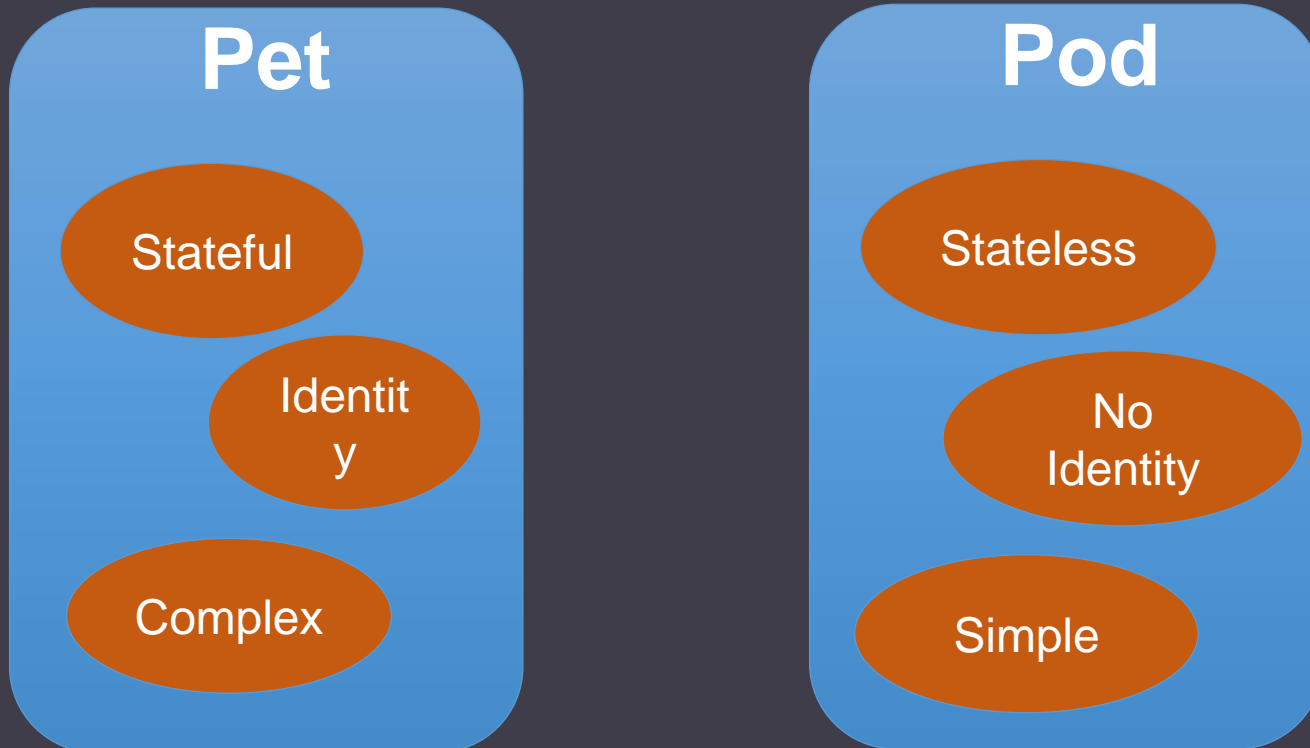 Pet
Stateful
Identit
y
Complex
Pod
Stateless
No
Identity
Simple